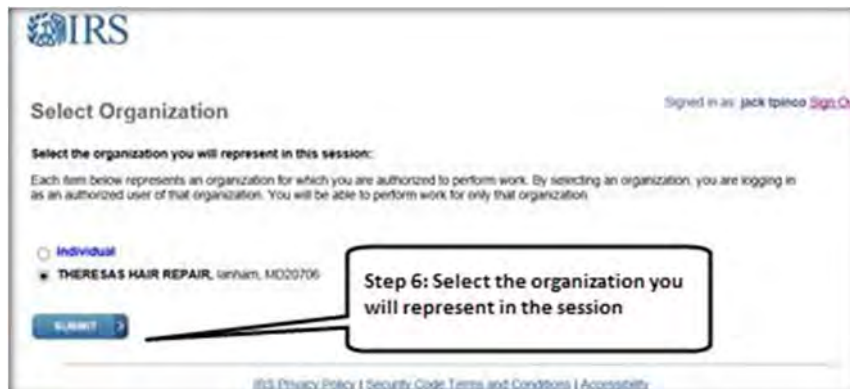 IRS
Select Organization
Signed in as: jack tpinco Sign O
Select the organization you will represent in this session:
Each item below represents an organization for which you are authorized to perform work. By selecting an organization, you are logging in
as an authorized user of that organization. You will be able to perform work for only that organization.
Individual
THERESAS HAIR REPAIR, lanham, MD20706
Step 6: Select the organization you
will represent in the session
SUBMIT
IRS Privacy Policy | Security Code Terms and Conditions | Accessibility